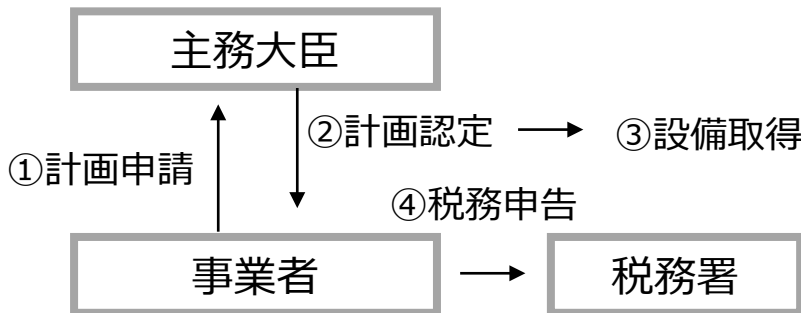 主務大臣
②計画認定
③設備取得
①計画申請
④税務申告
事業者
税務署